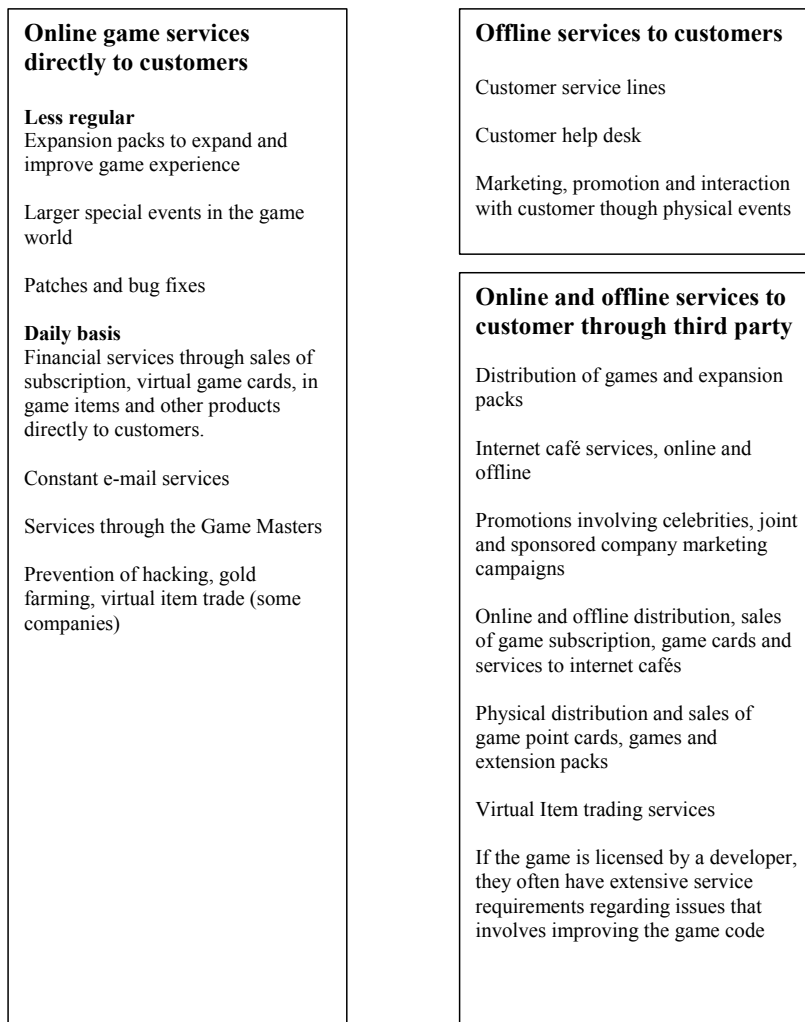 Online game services
directly to customers
Less regular
Expansion packs to expand and
improve game experience
Larger special events in the game
world
Patches and bug fixes
Daily basis
Financial services through sales of
subscription, virtual game cards, in
game items and other products
directly to customers.
Constant e-mail services
Services through the Game Masters
Prevention of hacking, gold
farming, virtual item trade (some
companies)
Offline services to customers
Customer service lines
Customer help desk
Marketing, promotion and interaction
with customer though physical events
Online and offline services to
customer through third party
Distribution of games and expansion
packs
Internet café services, online and
offline
Promotions involving celebrities, joint
and sponsored company marketing
campaigns
Online and offline distribution, sales
of game subscription, game cards and
services to internet cafés
Physical distribution and sales of
game point cards, games and
extension packs
Virtual Item trading services
If the game is licensed by a developer,
they often have extensive service
requirements regarding issues that
involves improving the game code